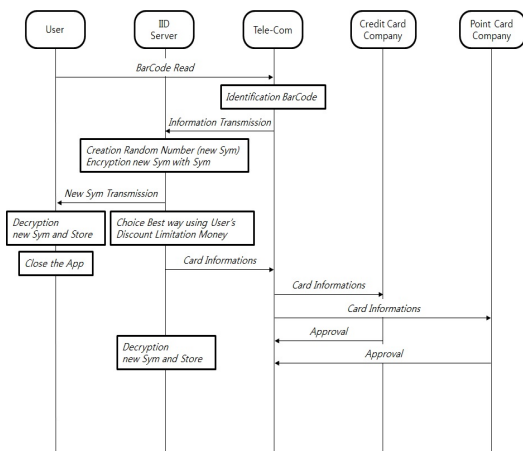 User
IID
Server
Tele-Com
Credit Card
Company
Point Card
Company
BarCode Read
Identification BarCode
Information Transmission
Creation Random Number (new Sym)
Encryption new Sym with Sym
New Sym Transmission
Decryption
new Sym and Store
Choice Best way using User's
Discount Limitation Money
Close the App
Card Informations
Card Informations
Card Informations
Approval
Decryption
new Sym and Store
Approval